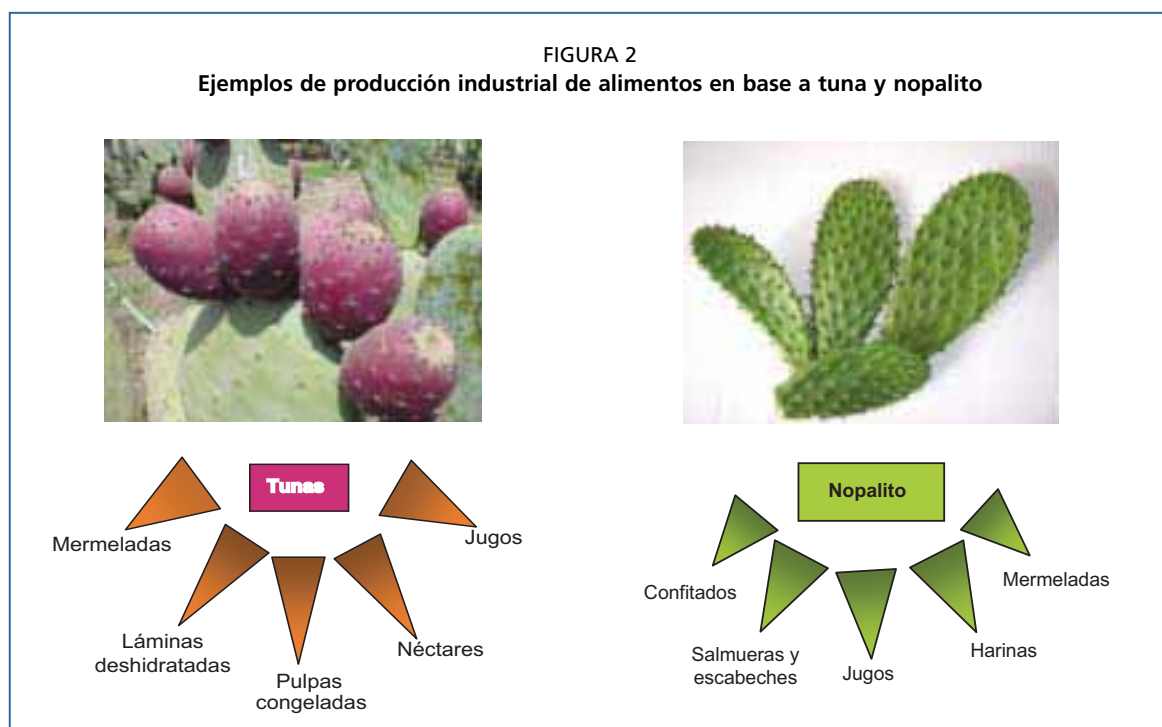 FIGURA 2
Ejemplos de producción industrial de alimentos en base a tuna y nopalito
Tunas
Mermeladas
Láminas
deshidratadas
Pulpas
congeladas
Néctares
Jugos
Nopalito
Confitados
Salmueras y
escabeches
Jugos
Harinas
Mermeladas